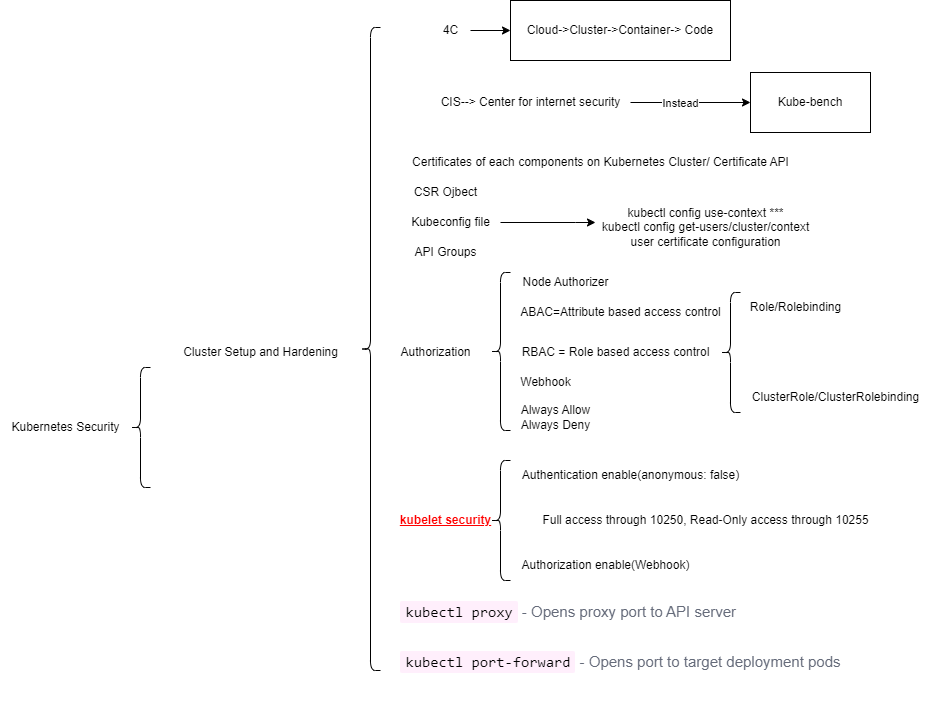 4C
Cloud->Cluster->Container-> Code
CIS--> Center for internet security
Instead
Kube-bench
Certificates of each components on Kubernetes Cluster/ Certificate API
CSR Ojbect
Kubeconfig file
kubectl config use-context ***
kubectl config get-users/cluster/context
user certificate configuration
API Groups
Node Authorizer
ABAC=Attribute based access control
Role/Rolebinding
Cluster Setup and Hardening
Authorization
RBAC = Role based access control
Webhook
ClusterRole/ClusterRolebinding
Always Allow
Always Deny
Kubernetes Security
Authentication enable(anonymous: false)
kubelet security
Full access through 10250, Read-Only access through 10255
Authorization enable(Webhook)
kubectl proxy - Opens proxy port to API server
kubectl port-forward - Opens port to target deployment pods